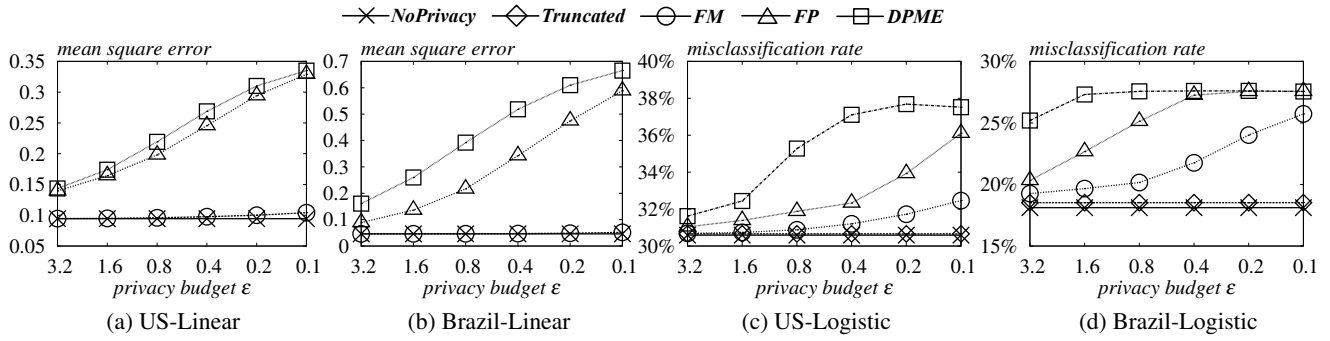 NoPrivacy Truncated FM FP DPME
mean square error
0.35
0.3
0.25
0.2
0.15
0.1
0.05
3.2 1.6 0.8 0.4 0.2 0.1
privacy budget ε
(a) US-Linear
mean square error
0.7
0.6
0.5
0.4
0.3
0.2
0.1
0
3.2 1.6 0.8 0.4 0.2 0.1
privacy budget ε
(b) Brazil-Linear
misclassification rate
40%
38%
36%
34%
32%
30%
3.2 1.6 0.8 0.4 0.2 0.1
privacy budget ε
(c) US-Logistic
misclassification rate
30%
25%
20%
15%
3.2 1.6 0.8 0.4 0.2 0.1
privacy budget ε
(d) Brazil-Logistic